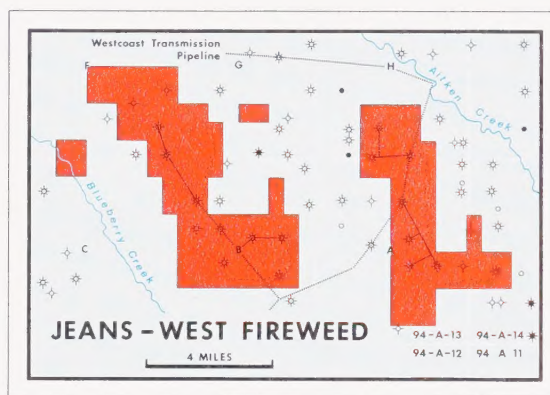 Westcoast Transmission
Pipeline
F
G
H
Aitken Creek
Blueberry Creek
C
B
A
JEANS - WEST FIREWEED
4 MILES
94-A-13 94-A-14
94-A-12 94 A 11